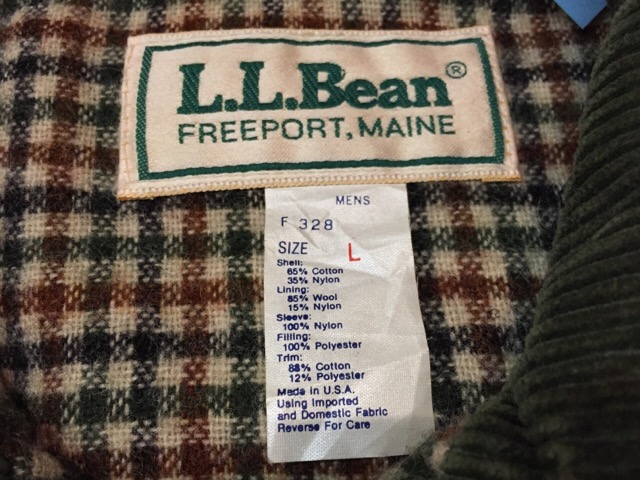 L.L.Bean®
FREEPORT, MAINE
MENS
F 328
SIZE L
Shell:
65% Cotton
35% Nylon
Lining:
85% Wool
15% Nylon
Sleeve:
100% Nylon
Filling:
100% Polyester
Trim:
88% Cotton
12% Polyester
Made in U.S.A.
Using Imported
and Domestic Fabric
Reverse For Care